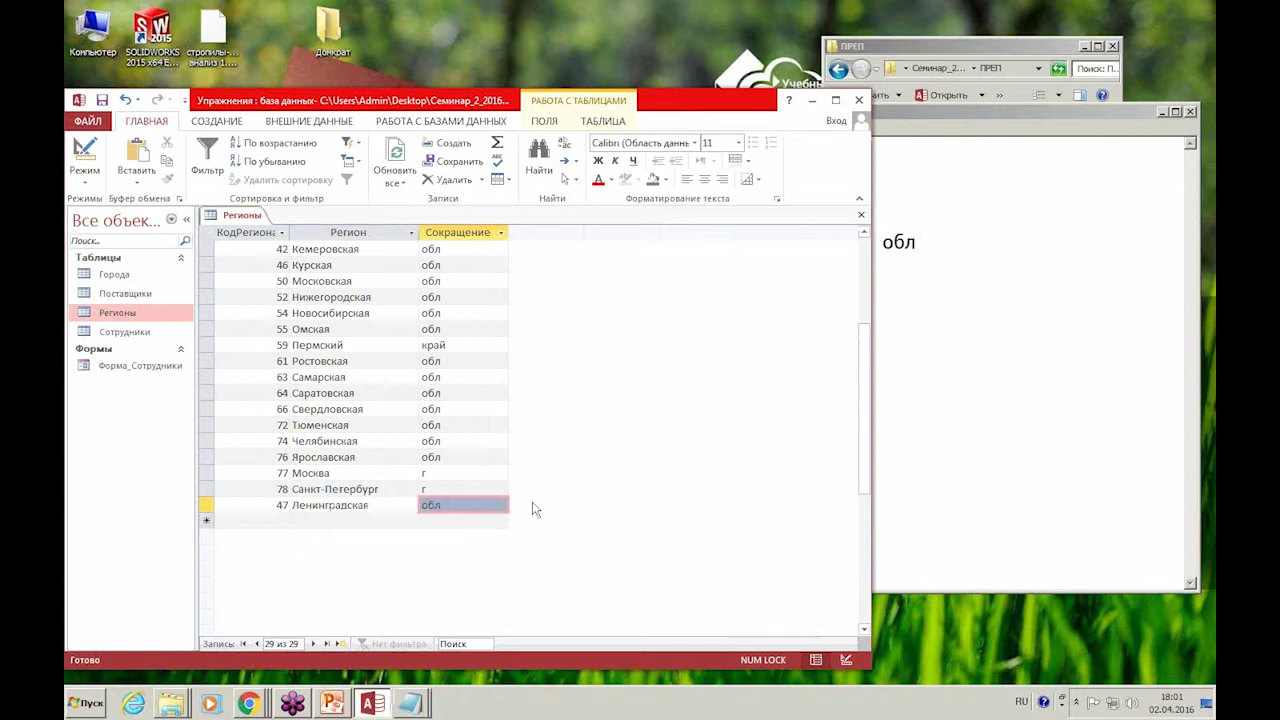 Компьютер
SOLIDWORKS 2015 x64 E...
стропилы-... анализ 1....
Донкрат
Учебны
ПРЕП
Семинар_2...
ПРЕП
Поиск: П...
Открыть
Упражнения : база данных- C:\Users\Admin\Desktop\Семинар_2_2016...
РАБОТА С ТАБЛИЦАМИ
ФАЙЛ
ГЛАВНАЯ
СОЗДАНИЕ
ВНЕШНИЕ ДАННЫЕ
РАБОТА С БАЗАМИ ДАННЫХ
ПОЛЯ
ТАБЛИЦА
Вход
Режим
Вставить
Фильтр
По возрастанию
По убыванию
Удалить сортировку
Обновить все
Создать
Сохранить
Удалить
Найти
Calibri (Область даннь
11
Ж К Ч
Режимы
Буфер обмена
Сортировка и фильтр
Записи
Найти
Форматирование текста
Все объек...
Поиск...
Таблицы
Города
Поставщики
Регионы
Сотрудники
Формы
Форма_Сотрудники
Регионы
КодРегиона Регион Сокращение
42 Кемеровская обл
46 Курская обл
50 Московская обл
52 Нижегородская обл
54 Новосибирская обл
55 Омская обл
59 Пермский край
61 Ростовская обл
63 Самарская обл
64 Саратовская обл
66 Свердловская обл
72 Тюменская обл
74 Челябинская обл
76 Ярославская обл
77 Москва г
78 Санкт-Петербург г
47 Ленинградская обл
обл
Запись: 29 из 29 Нет фильтра Поиск
Готово
NUM LOCK
Пуск
RU
18:01
02.04.2016